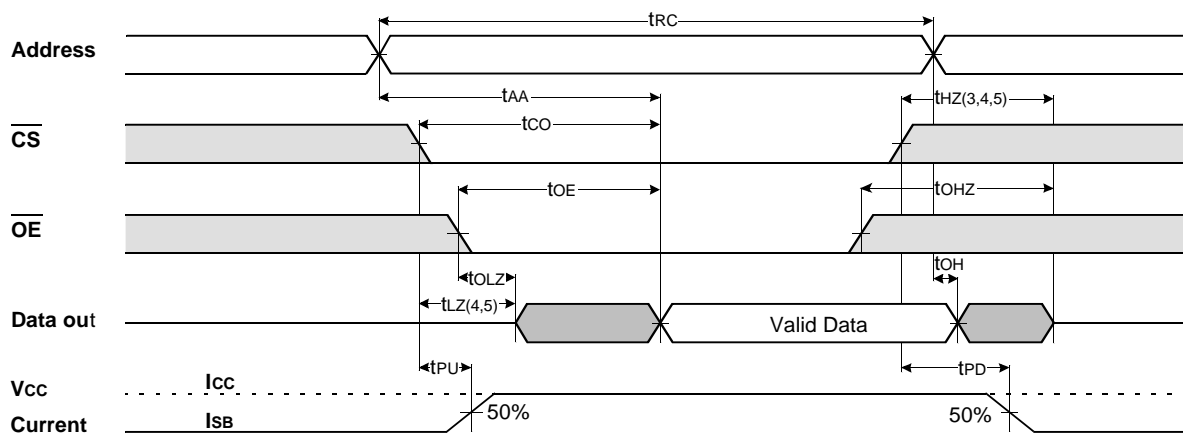 tRC
Address
tAA
tHZ(3,4,5)
CS
tCO
OE
tOE
tOHZ
tOLZ
tOH
tLZ(4,5)
Data out
Valid Data
tPU
tPD
VCC
ICC
50%
50%
Current
ISB